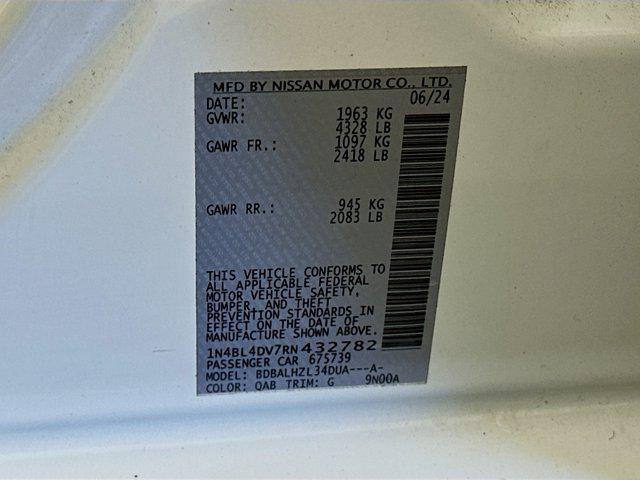 MFD BY NISSAN MOTOR CO., LTD.
DATE: 06/24
GVWR: 1963 KG
4328 LB
GAWR FR.: 1097 KG
2418 LB
GAWR RR.: 945 KG
2083 LB
THIS VEHICLE CONFORMS TO
ALL APPLICABLE FEDERAL
MOTOR VEHICLE SAFETY,
BUMPER, AND THEFT
PREVENTION STANDARDS IN
EFFECT ON THE DATE OF
MANUFACTURE SHOWN ABOVE.
1N4BL4DV7RN432782
PASSENGER CAR 675739
MODEL: BDBALHZL34DUA---A-
COLOR: QAB TRIM: G 9N00A